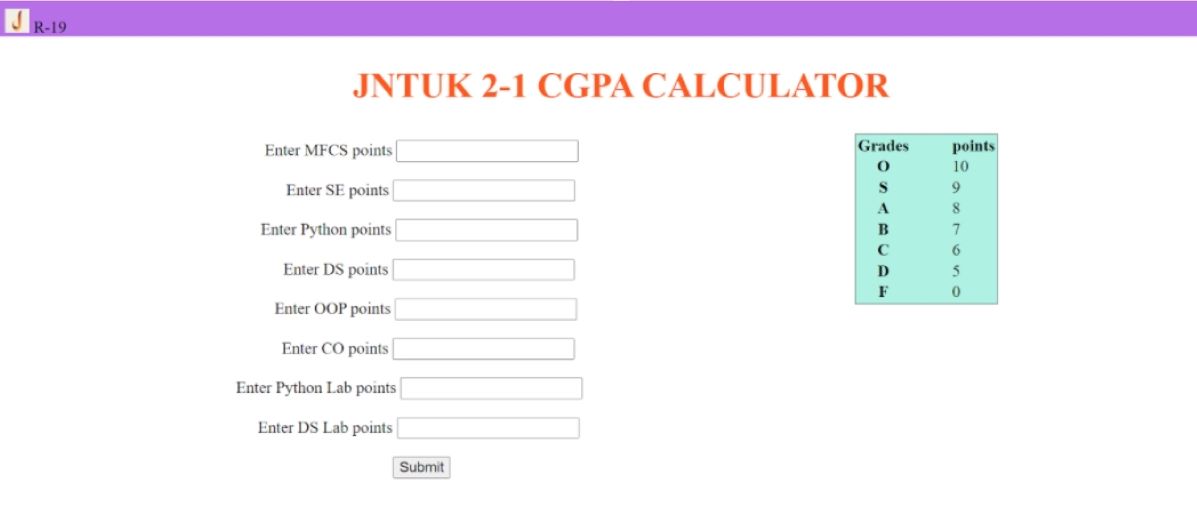 J R-19
JNTUK 2-1 CGPA CALCULATOR
Enter MFCS points
Enter SE points
Enter Python points
Enter DS points
Enter OOP points
Enter CO points
Enter Python Lab points
Enter DS Lab points
Submit
Grades points
O 10
S 9
A 8
B 7
C 6
D 5
F 0